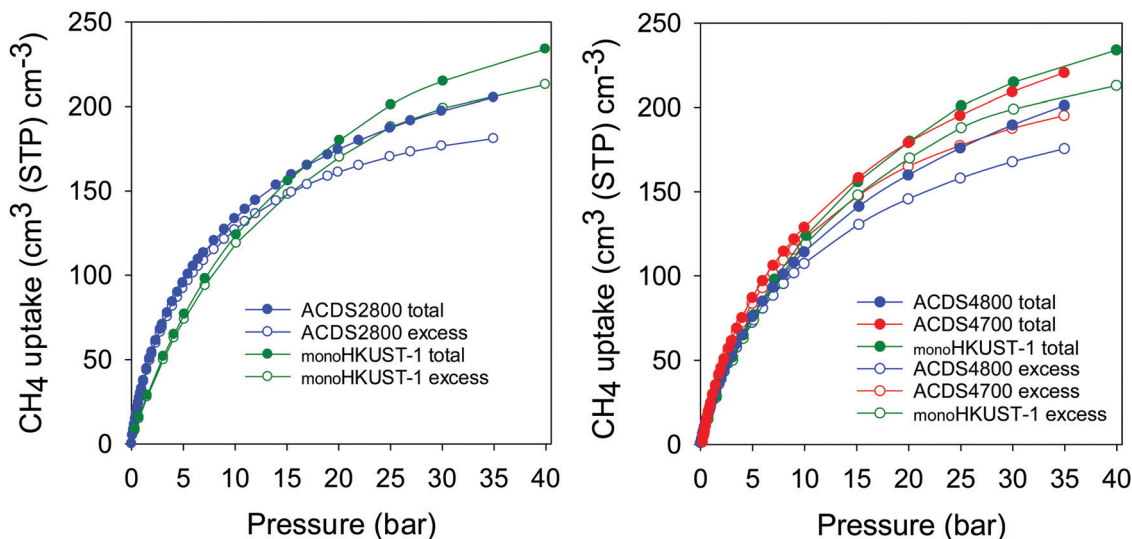 CH4 uptake (cm³ (STP) cm⁻³)
250
200
150
100
50
0
ACDS2800 total
ACDS2800 excess
monoHKUST-1 total
monoHKUST-1 excess
0 5 10 15 20 25 30 35 40
Pressure (bar)
CH4 uptake (cm³ (STP) cm⁻³)
250
200
150
100
50
0
ACDS4800 total
ACDS4700 total
monoHKUST-1 total
ACDS4800 excess
ACDS4700 excess
monoHKUST-1 excess
0 5 10 15 20 25 30 35 40
Pressure (bar)